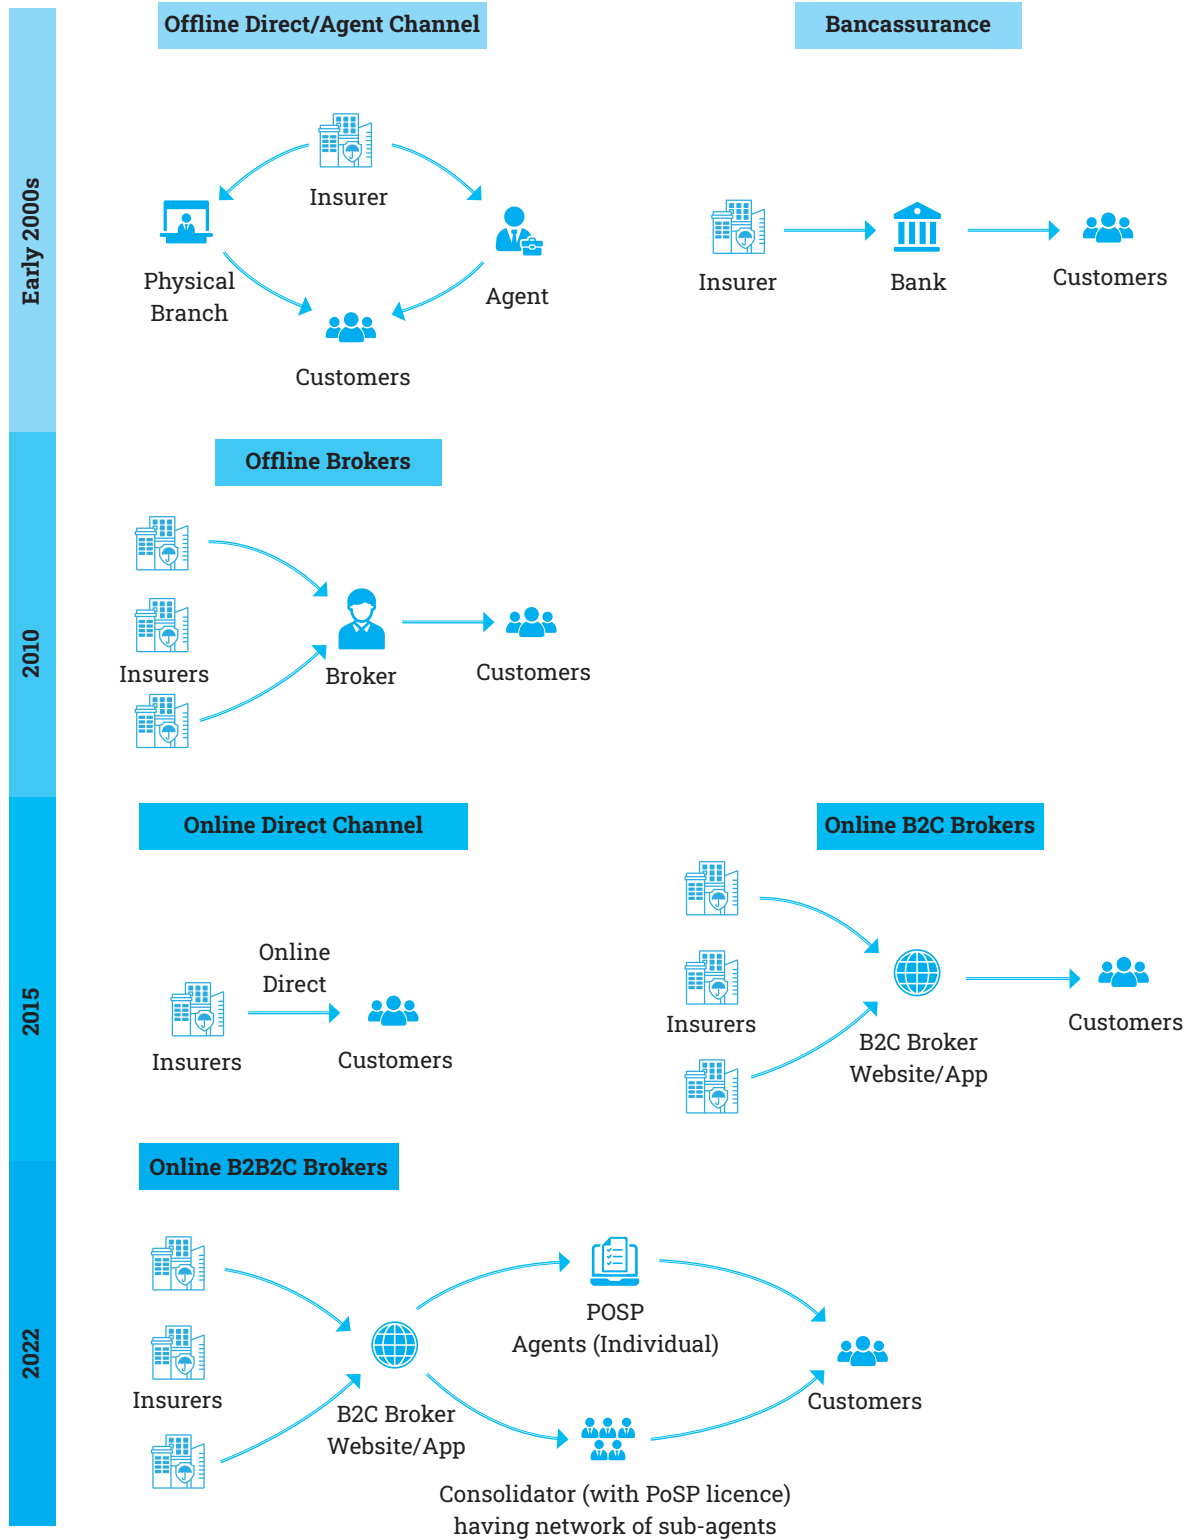 Early 2000s
Offline Direct/Agent Channel
Insurer
Physical
Branch
Agent
Customers
Bancassurance
Insurer
Bank
Customers
2010
Offline Brokers
Insurers
Broker
Customers
2015
Online Direct Channel
Online
Direct
Insurers
Customers
Online B2C Brokers
Insurers
B2C Broker
Website/App
Customers
2022
Online B2B2C Brokers
Insurers
B2C Broker
Website/App
POSP
Agents (Individual)
Consolidator (with PoSP licence)
having network of sub-agents
Customers